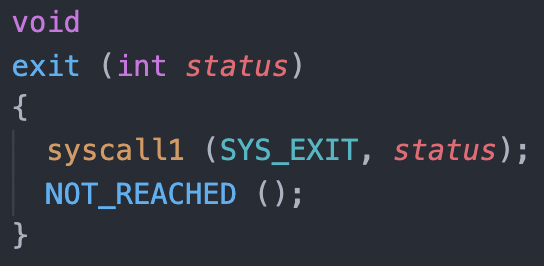 void
exit (int status)
{
  syscall1 (SYS_EXIT, status);
  NOT_REACHED ();
}